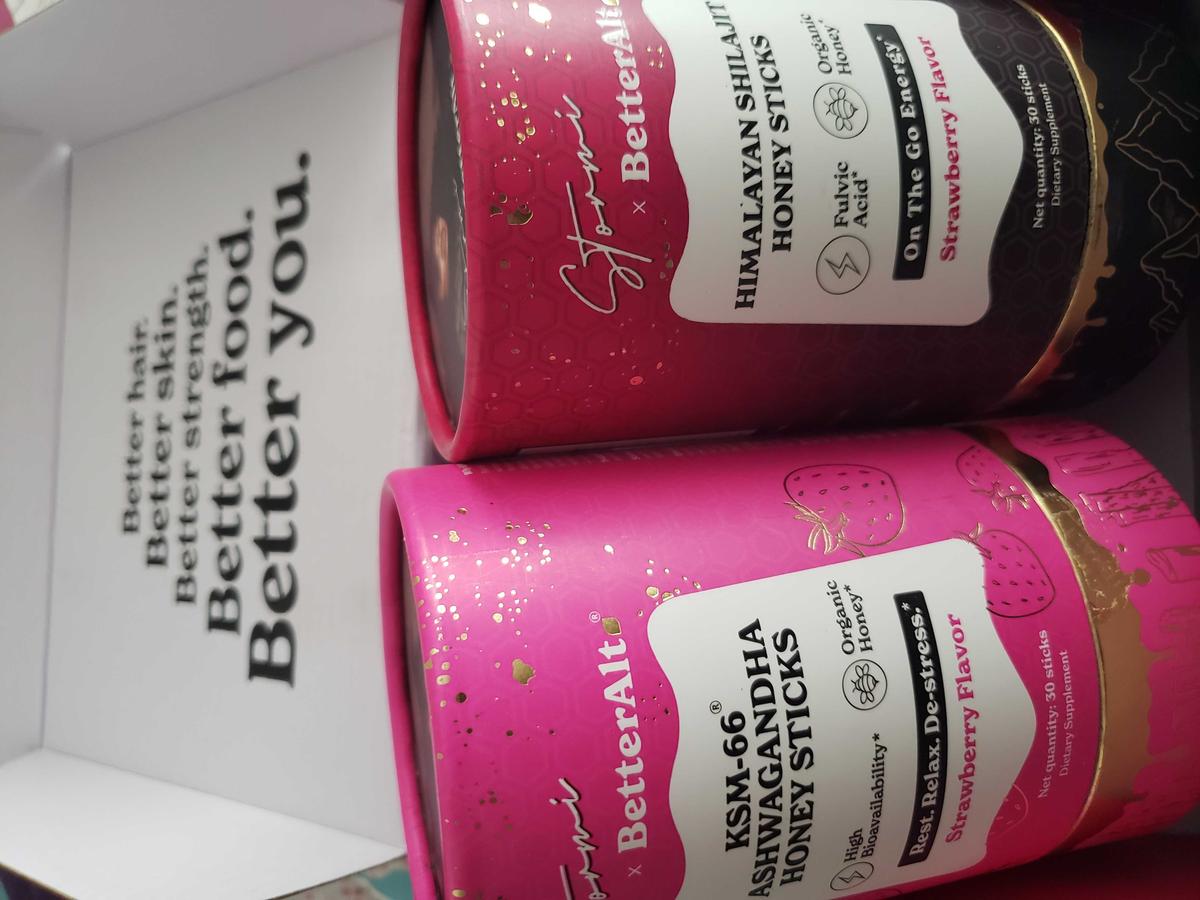 Better hair.
Better skin.
Better strength.
Better food.
Better you.
Stormi
x BetterAlt
HIMALAYAN SHILAJIT
HONEY STICKS
Fulvic
Acid*
Organic
Honey*
On The Go Energy*
Strawberry Flavor
Net quantity: 30 sticks
Dietary Supplement
x BetterAlt®
KSM-66®
ASHWAGANDHA
HONEY STICKS
High
Bioavailability*
Organic
Honey*
Rest. Relax. De-stress.*
Strawberry Flavor
Net quantity: 30 sticks
Dietary Supplement